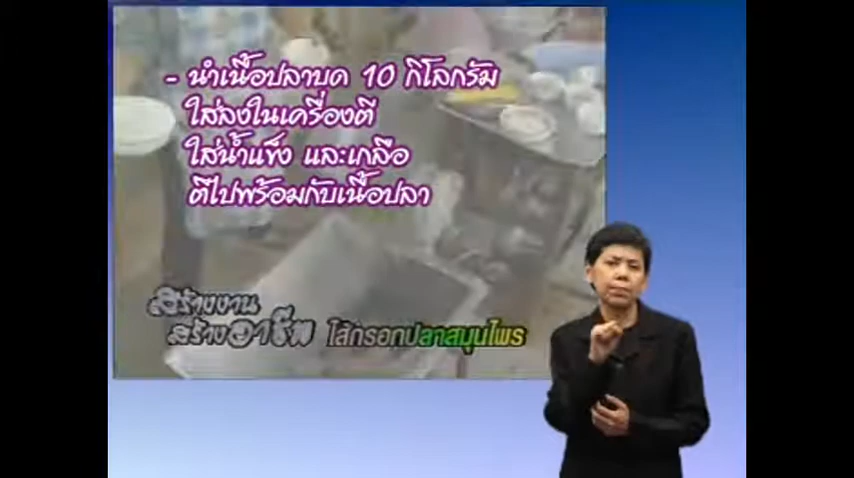 - นำเนื้อปลาบด 10 กิโลกรัม
ใส่ลงในเครื่องตี
ใส่น้ำแข็ง และเกลือ
ตีไปพร้อมกับเนื้อปลา
สร้างงาน
สร้างอาชีพ ไส้กรอกปลาสมุนไพร